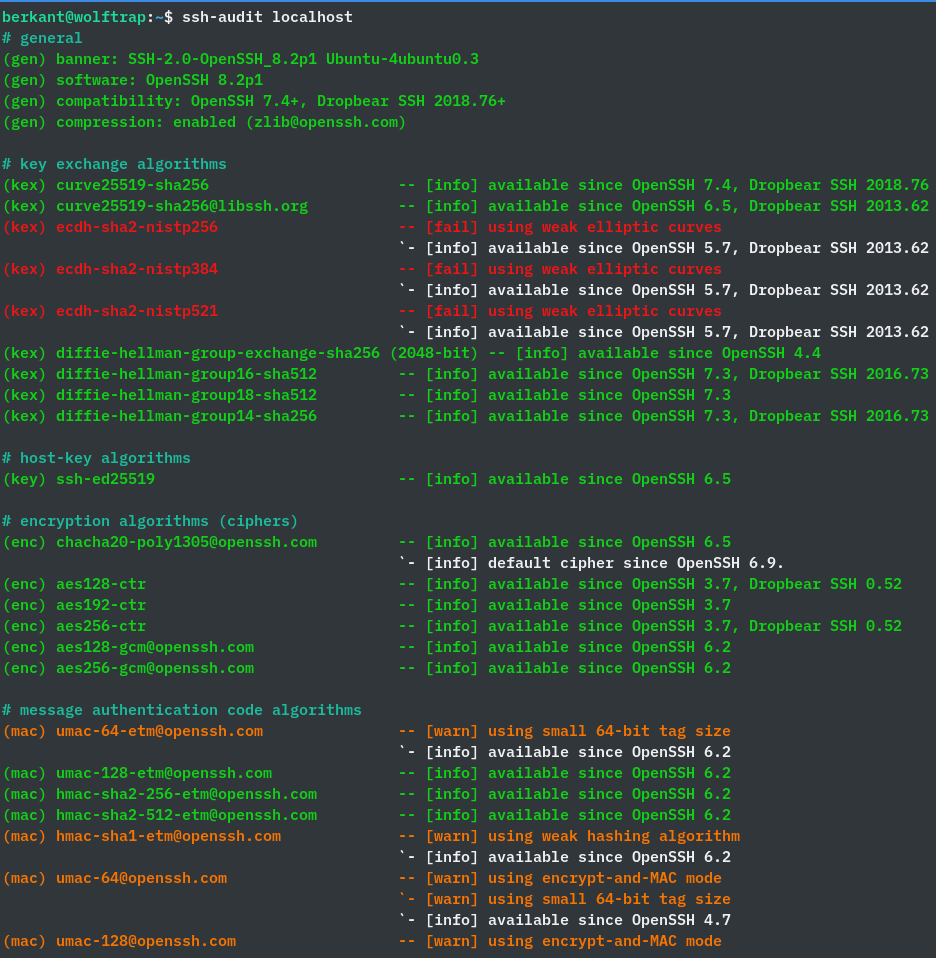 berkant@wolftrap:~$ ssh-audit localhost
# general
(gen) banner: SSH-2.0-OpenSSH_8.2p1 Ubuntu-4ubuntu0.3
(gen) software: OpenSSH 8.2p1
(gen) compatibility: OpenSSH 7.4+, Dropbear SSH 2018.76+
(gen) compression: enabled (zlib@openssh.com)
# key exchange algorithms
(kex) curve25519-sha256 -- [info] available since OpenSSH 7.4, Dropbear SSH 2018.76
(kex) curve25519-sha256@libssh.org -- [info] available since OpenSSH 6.5, Dropbear SSH 2013.62
(kex) ecdh-sha2-nistp256 -- [fail] using weak elliptic curves
`- [info] available since OpenSSH 5.7, Dropbear SSH 2013.62
(kex) ecdh-sha2-nistp384 -- [fail] using weak elliptic curves
`- [info] available since OpenSSH 5.7, Dropbear SSH 2013.62
(kex) ecdh-sha2-nistp521 -- [fail] using weak elliptic curves
`- [info] available since OpenSSH 5.7, Dropbear SSH 2013.62
(kex) diffie-hellman-group-exchange-sha256 (2048-bit) -- [info] available since OpenSSH 4.4
(kex) diffie-hellman-group16-sha512 -- [info] available since OpenSSH 7.3, Dropbear SSH 2016.73
(kex) diffie-hellman-group18-sha512 -- [info] available since OpenSSH 7.3
(kex) diffie-hellman-group14-sha256 -- [info] available since OpenSSH 7.3, Dropbear SSH 2016.73
# host-key algorithms
(key) ssh-ed25519 -- [info] available since OpenSSH 6.5
# encryption algorithms (ciphers)
(enc) chacha20-poly1305@openssh.com -- [info] available since OpenSSH 6.5
`- [info] default cipher since OpenSSH 6.9.
(enc) aes128-ctr -- [info] available since OpenSSH 3.7, Dropbear SSH 0.52
(enc) aes192-ctr -- [info] available since OpenSSH 3.7
(enc) aes256-ctr -- [info] available since OpenSSH 3.7, Dropbear SSH 0.52
(enc) aes128-gcm@openssh.com -- [info] available since OpenSSH 6.2
(enc) aes256-gcm@openssh.com -- [info] available since OpenSSH 6.2
# message authentication code algorithms
(mac) umac-64-etm@openssh.com -- [warn] using small 64-bit tag size
`- [info] available since OpenSSH 6.2
(mac) umac-128-etm@openssh.com -- [info] available since OpenSSH 6.2
(mac) hmac-sha2-256-etm@openssh.com -- [info] available since OpenSSH 6.2
(mac) hmac-sha2-512-etm@openssh.com -- [info] available since OpenSSH 6.2
(mac) hmac-sha1-etm@openssh.com -- [warn] using weak hashing algorithm
`- [info] available since OpenSSH 6.2
(mac) umac-64@openssh.com -- [warn] using encrypt-and-MAC mode
`- [warn] using small 64-bit tag size
`- [info] available since OpenSSH 4.7
(mac) umac-128@openssh.com -- [warn] using encrypt-and-MAC mode